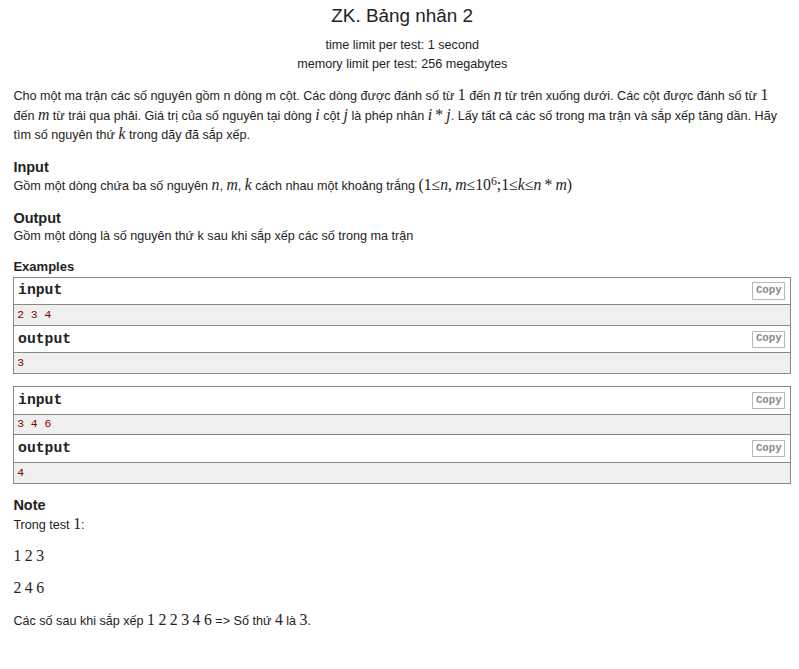 ZK. Bảng nhân 2
time limit per test: 1 second
memory limit per test: 256 megabytes
Cho một ma trận các số nguyên gồm n dòng m cột. Các dòng được đánh số từ 1 đến n từ trên xuống dưới. Các cột được đánh số từ 1
đến m từ trái qua phải. Giá trị của số nguyên tại dòng i cột j là phép nhân i * j. Lấy tất cả các số trong ma trận và sắp xếp tăng dần. Hãy
tìm số nguyên thứ k trong dãy đã sắp xếp.
Input
Gồm một dòng chứa ba số nguyên n, m, k cách nhau một khoảng trắng (1≤n, m≤10⁶;1≤k≤n * m)
Output
Gồm một dòng là số nguyên thứ k sau khi sắp xếp các số trong ma trận
Examples
input Copy
2 3 4
output Copy
3
input Copy
3 4 6
output Copy
4
Note
Trong test 1:
1 2 3
2 4 6
Các số sau khi sắp xếp 1 2 2 3 4 6 => Số thứ 4 là 3.